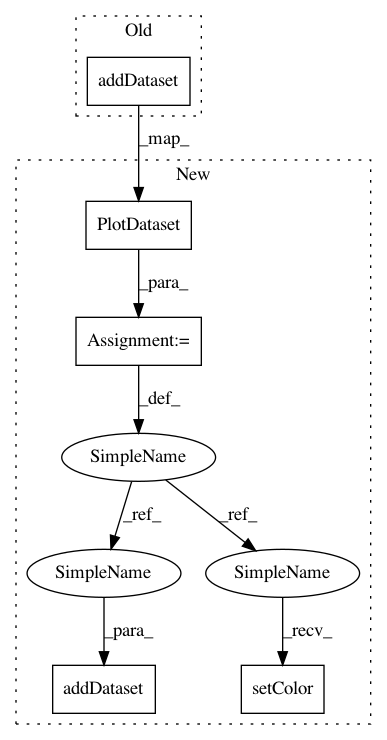 Old
addDataset
_map_
New
PlotDataset
_para_
Assignment:=
_def_
SimpleName
_ref_ _ref_
SimpleName SimpleName
_para_ _recv_
addDataset setColor